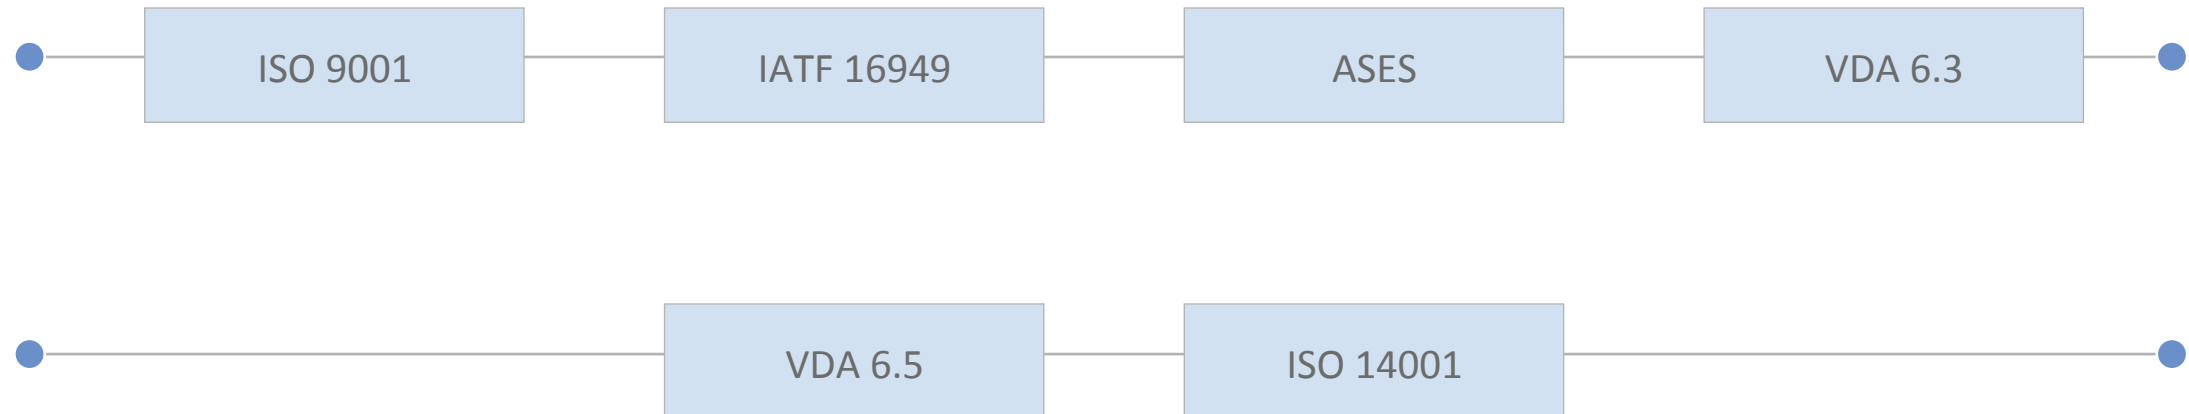 ISO 9001
IATF 16949
ASES
VDA 6.3
VDA 6.5
ISO 14001